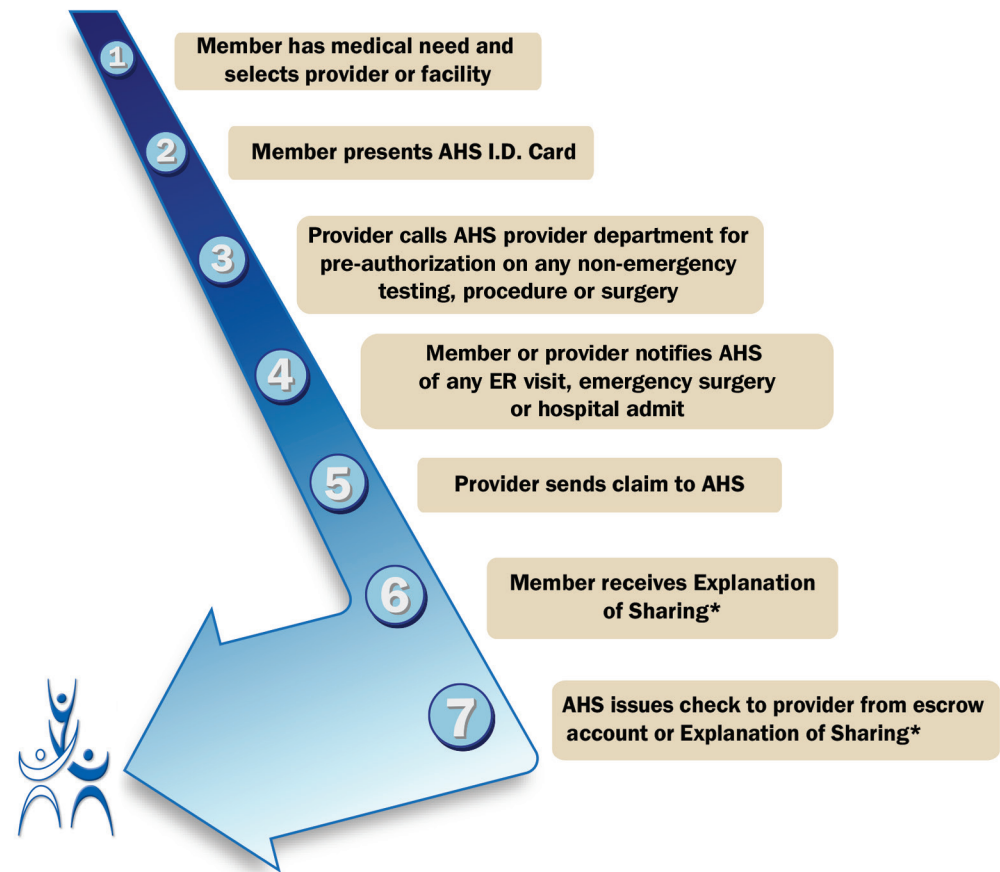 1
Member has medical need and
selects provider or facility
2
Member presents AHS I.D. Card
3
Provider calls AHS provider department for
pre-authorization on any non-emergency
testing, procedure or surgery
4
Member or provider notifies AHS
of any ER visit, emergency surgery
or hospital admit
5
Provider sends claim to AHS
6
Member receives Explanation
of Sharing*
7
AHS issues check to provider from escrow
account or Explanation of Sharing*